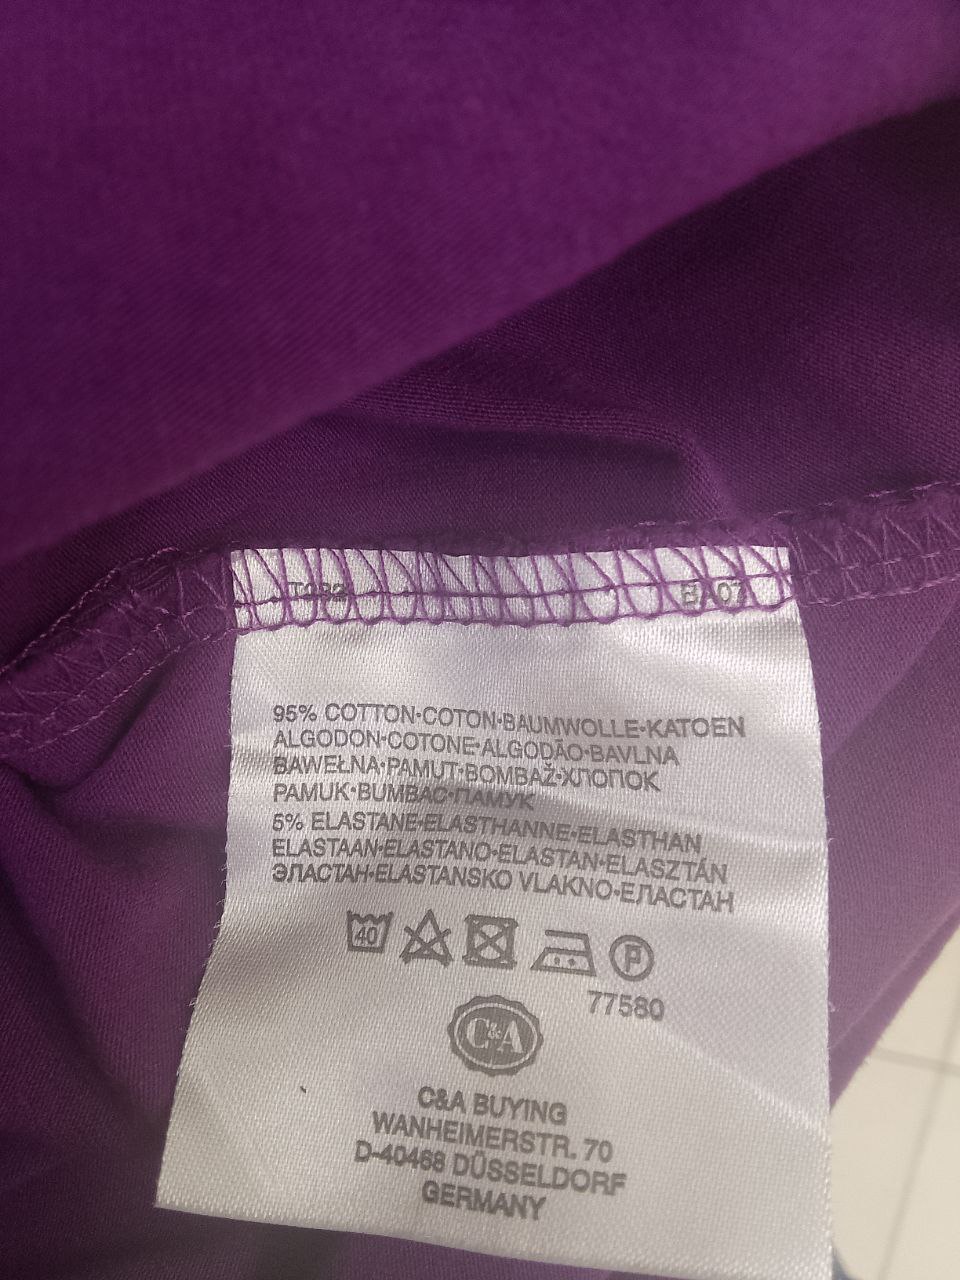 95% COTTON•COTON•BAUMWOLLE•KATOEN
ALGODON•COTONE•ALGODÃO•BAVLNA
BAWEŁNA•PAMUT•BOMBAŽ•ХЛОПОК
PAMUK•BUMBAC•ПАМУК
5% ELASTANE•ELASTHANNE•ELASTHAN
ELASTAAN•ELASTANO•ELASTAN•ELASZTÁN
ЭЛАСТАН•ELASTANSKO VLAKNO•ЕЛАСТАН
40 P
77580
C&A
C&A BUYING
WANHEIMERSTR. 70
D-40468 DÜSSELDORF
GERMANY